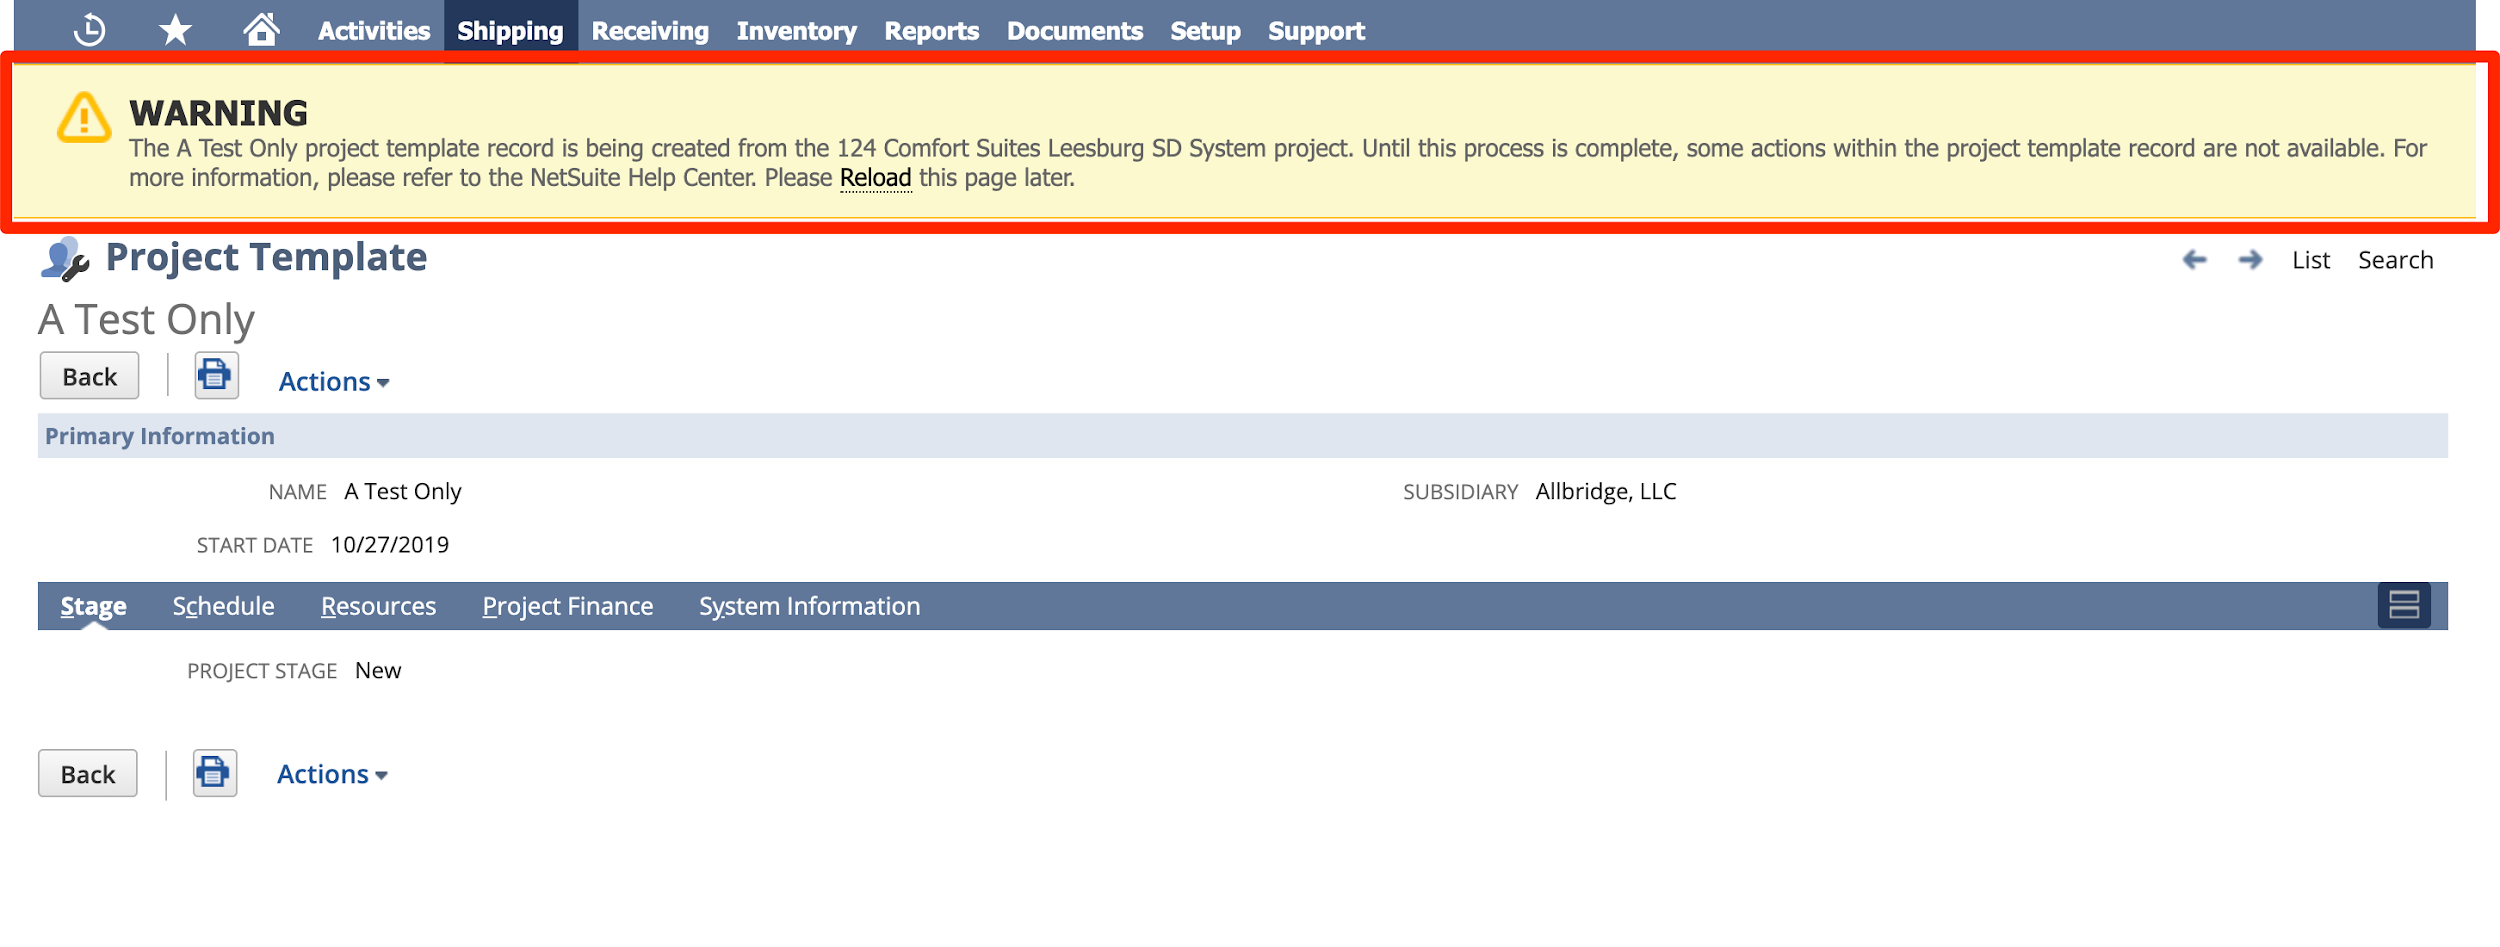 Activities Shipping Receiving Inventory Reports Documents Setup Support
WARNING
The A Test Only project template record is being created from the 124 Comfort Suites Leesburg SD System project. Until this process is complete, some actions within the project template record are not available. For
more information, please refer to the NetSuite Help Center. Please Reload this page later.
Project Template
List Search
A Test Only
Back Actions
Primary Information
NAME A Test Only SUBSIDIARY Allbridge, LLC
START DATE 10/27/2019
Stage Schedule Resources Project Finance System Information
PROJECT STAGE New
Back Actions